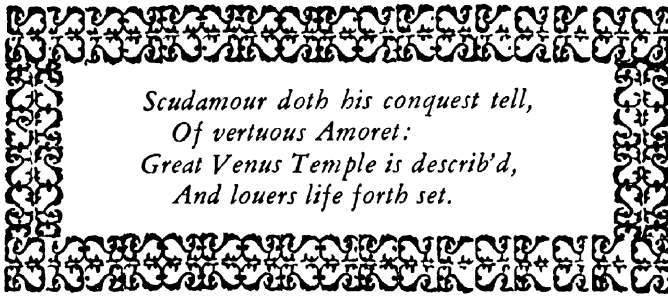 Scudamour doth his conquest tell,
Of vertuous Amoret:
Great Venus Temple is describ'd,
And louers life forth set.